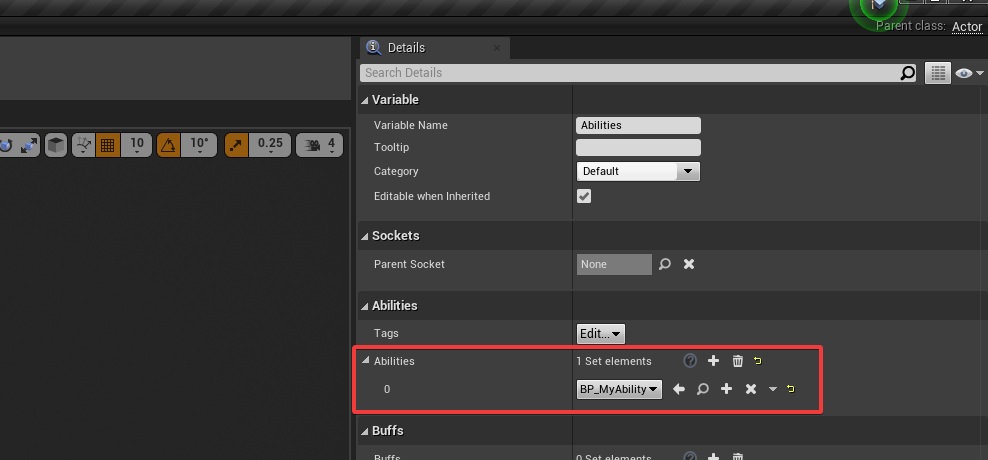 Parent class: Actor
Details
Search Details
Variable
Variable Name Abilities
Tooltip
Category Default
Editable when Inherited
10 10° 0.25 4
Sockets
Parent Socket None
Abilities
Tags Edit...
Abilities 1 Set elements
0 BP_MyAbility
Buffs
Buffs 0 Set elements